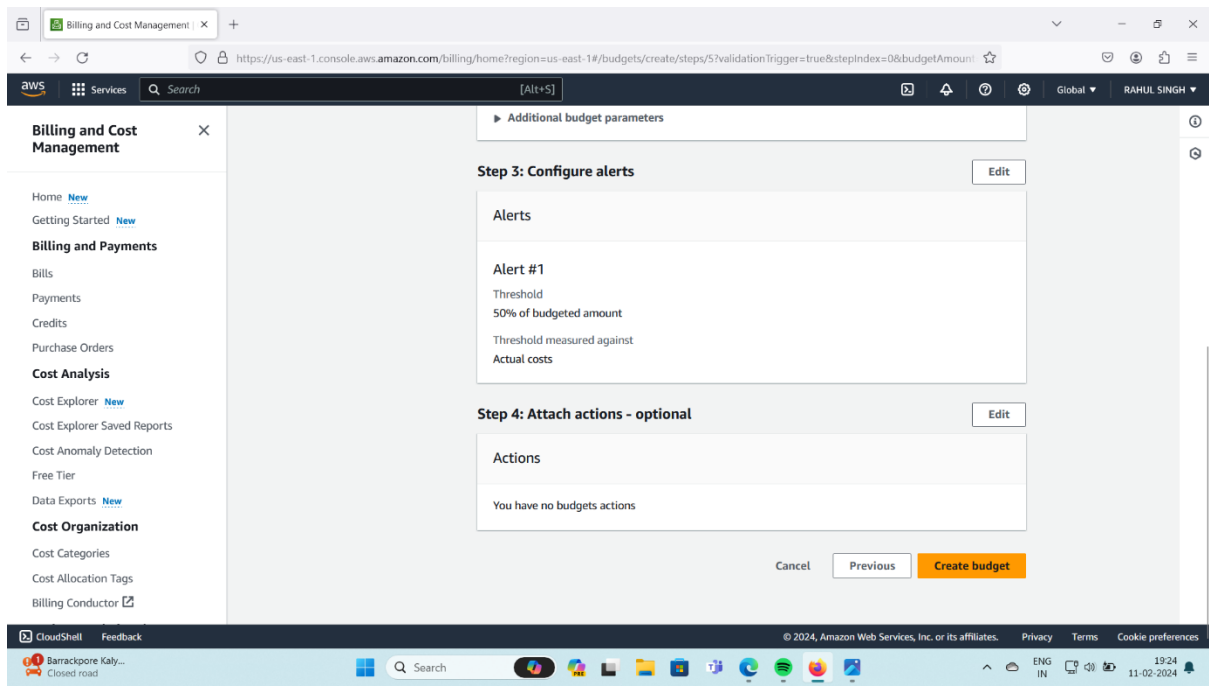 Billing and Cost Management |
https://us-east-1.console.aws.amazon.com/billing/home?region=us-east-1#/budgets/create/steps/5?validationTrigger=true&stepIndex=0&budgetAmount
aws
Services
Search
[Alt+S]
Global
RAHUL SINGH
Billing and Cost
Management
Home New
Getting Started New
Billing and Payments
Bills
Payments
Credits
Purchase Orders
Cost Analysis
Cost Explorer New
Cost Explorer Saved Reports
Cost Anomaly Detection
Free Tier
Data Exports New
Cost Organization
Cost Categories
Cost Allocation Tags
Billing Conductor
Additional budget parameters
Step 3: Configure alerts
Edit
Alerts
Alert #1
Threshold
50% of budgeted amount
Threshold measured against
Actual costs
Step 4: Attach actions - optional
Edit
Actions
You have no budgets actions
Cancel
Previous
Create budget
CloudShell
Feedback
© 2024, Amazon Web Services, Inc. or its affiliates.
Privacy
Terms
Cookie preferences
1
Barrackpore Kaly...
Closed road
Search
PRE
ENG
IN
19:24
11-02-2024